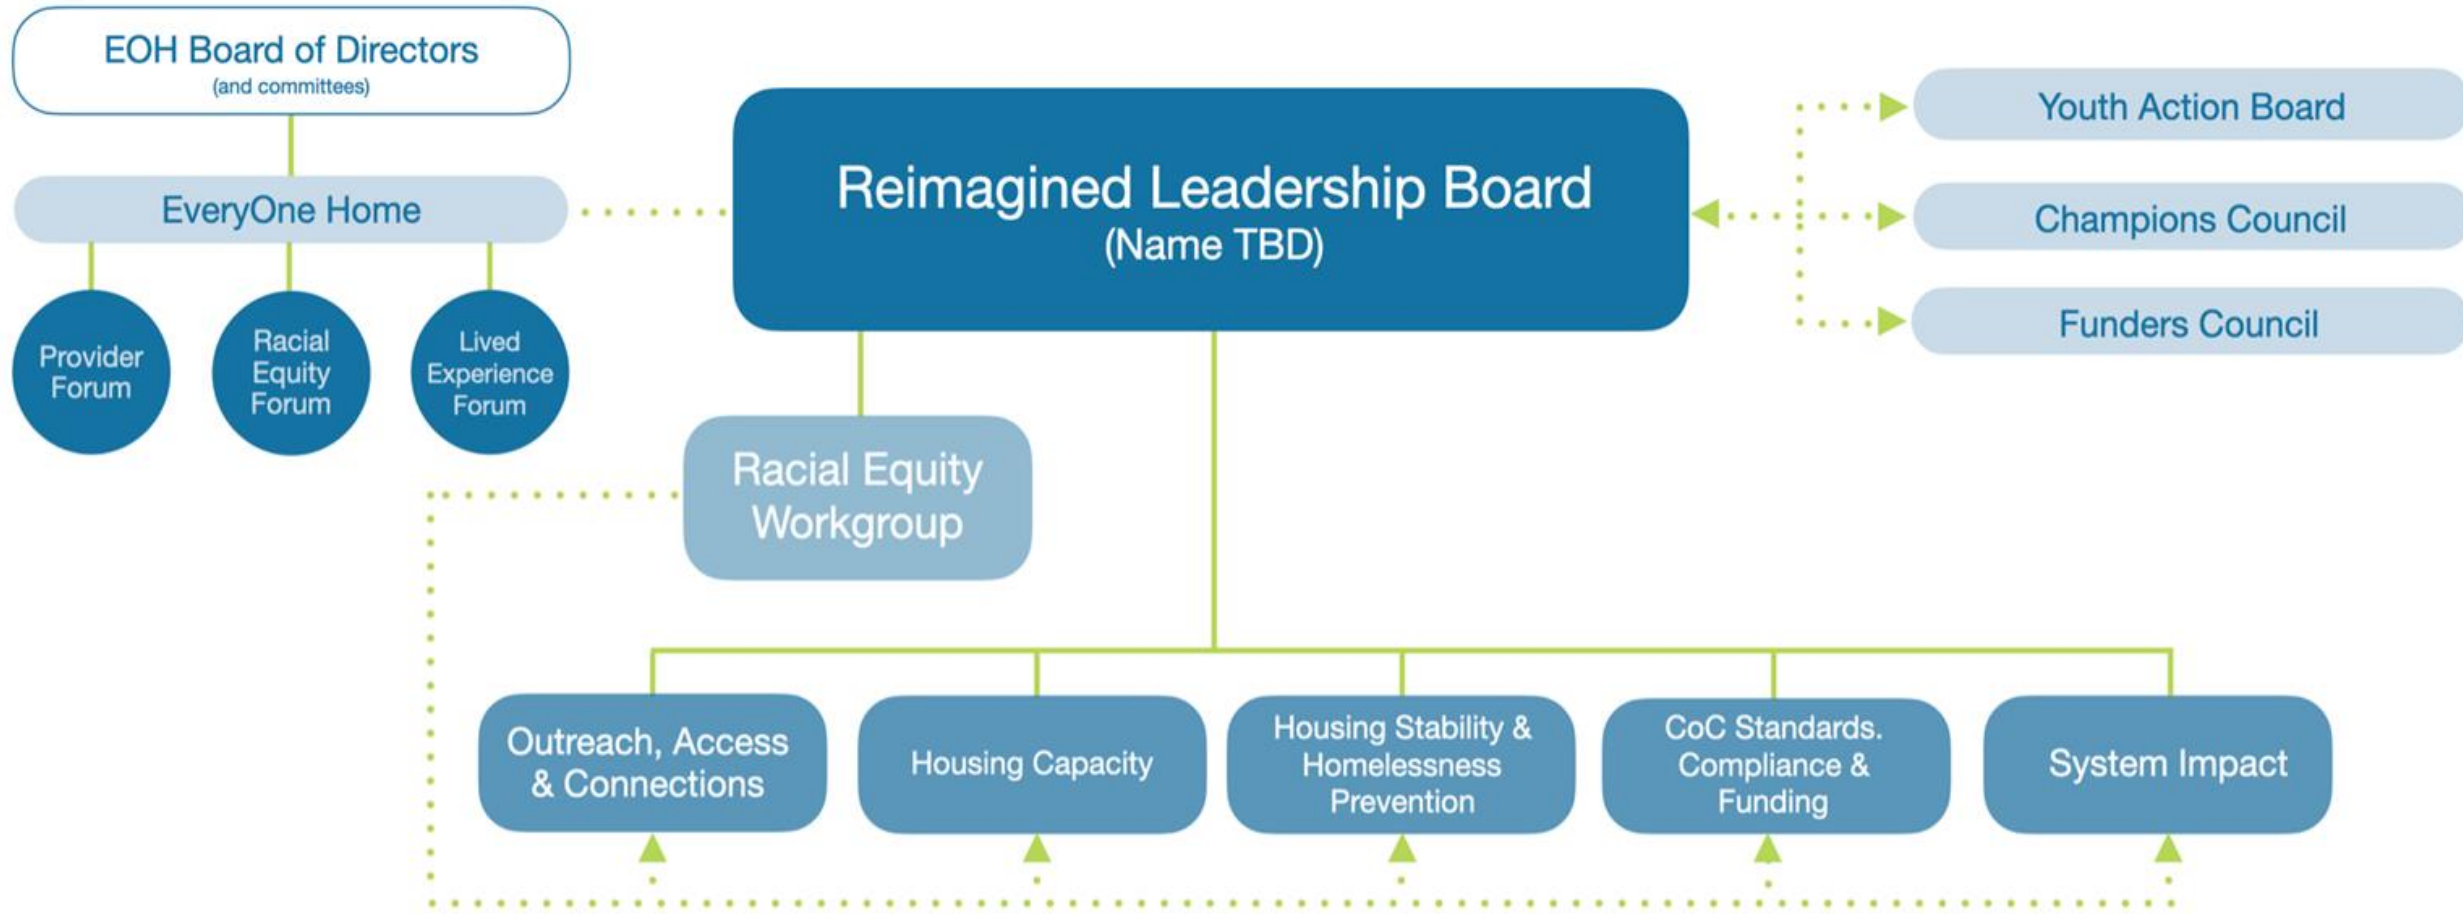 EOH Board of Directors
(and committees)
EveryOne Home
Provider
Forum
Racial
Equity
Forum
Lived
Experience
Forum
Reimagined Leadership Board
(Name TBD)
Youth Action Board
Champions Council
Funders Council
Racial Equity
Workgroup
Outreach, Access
& Connections
Housing Capacity
Housing Stability &
Homelessness
Prevention
CoC Standards.
Compliance &
Funding
System Impact